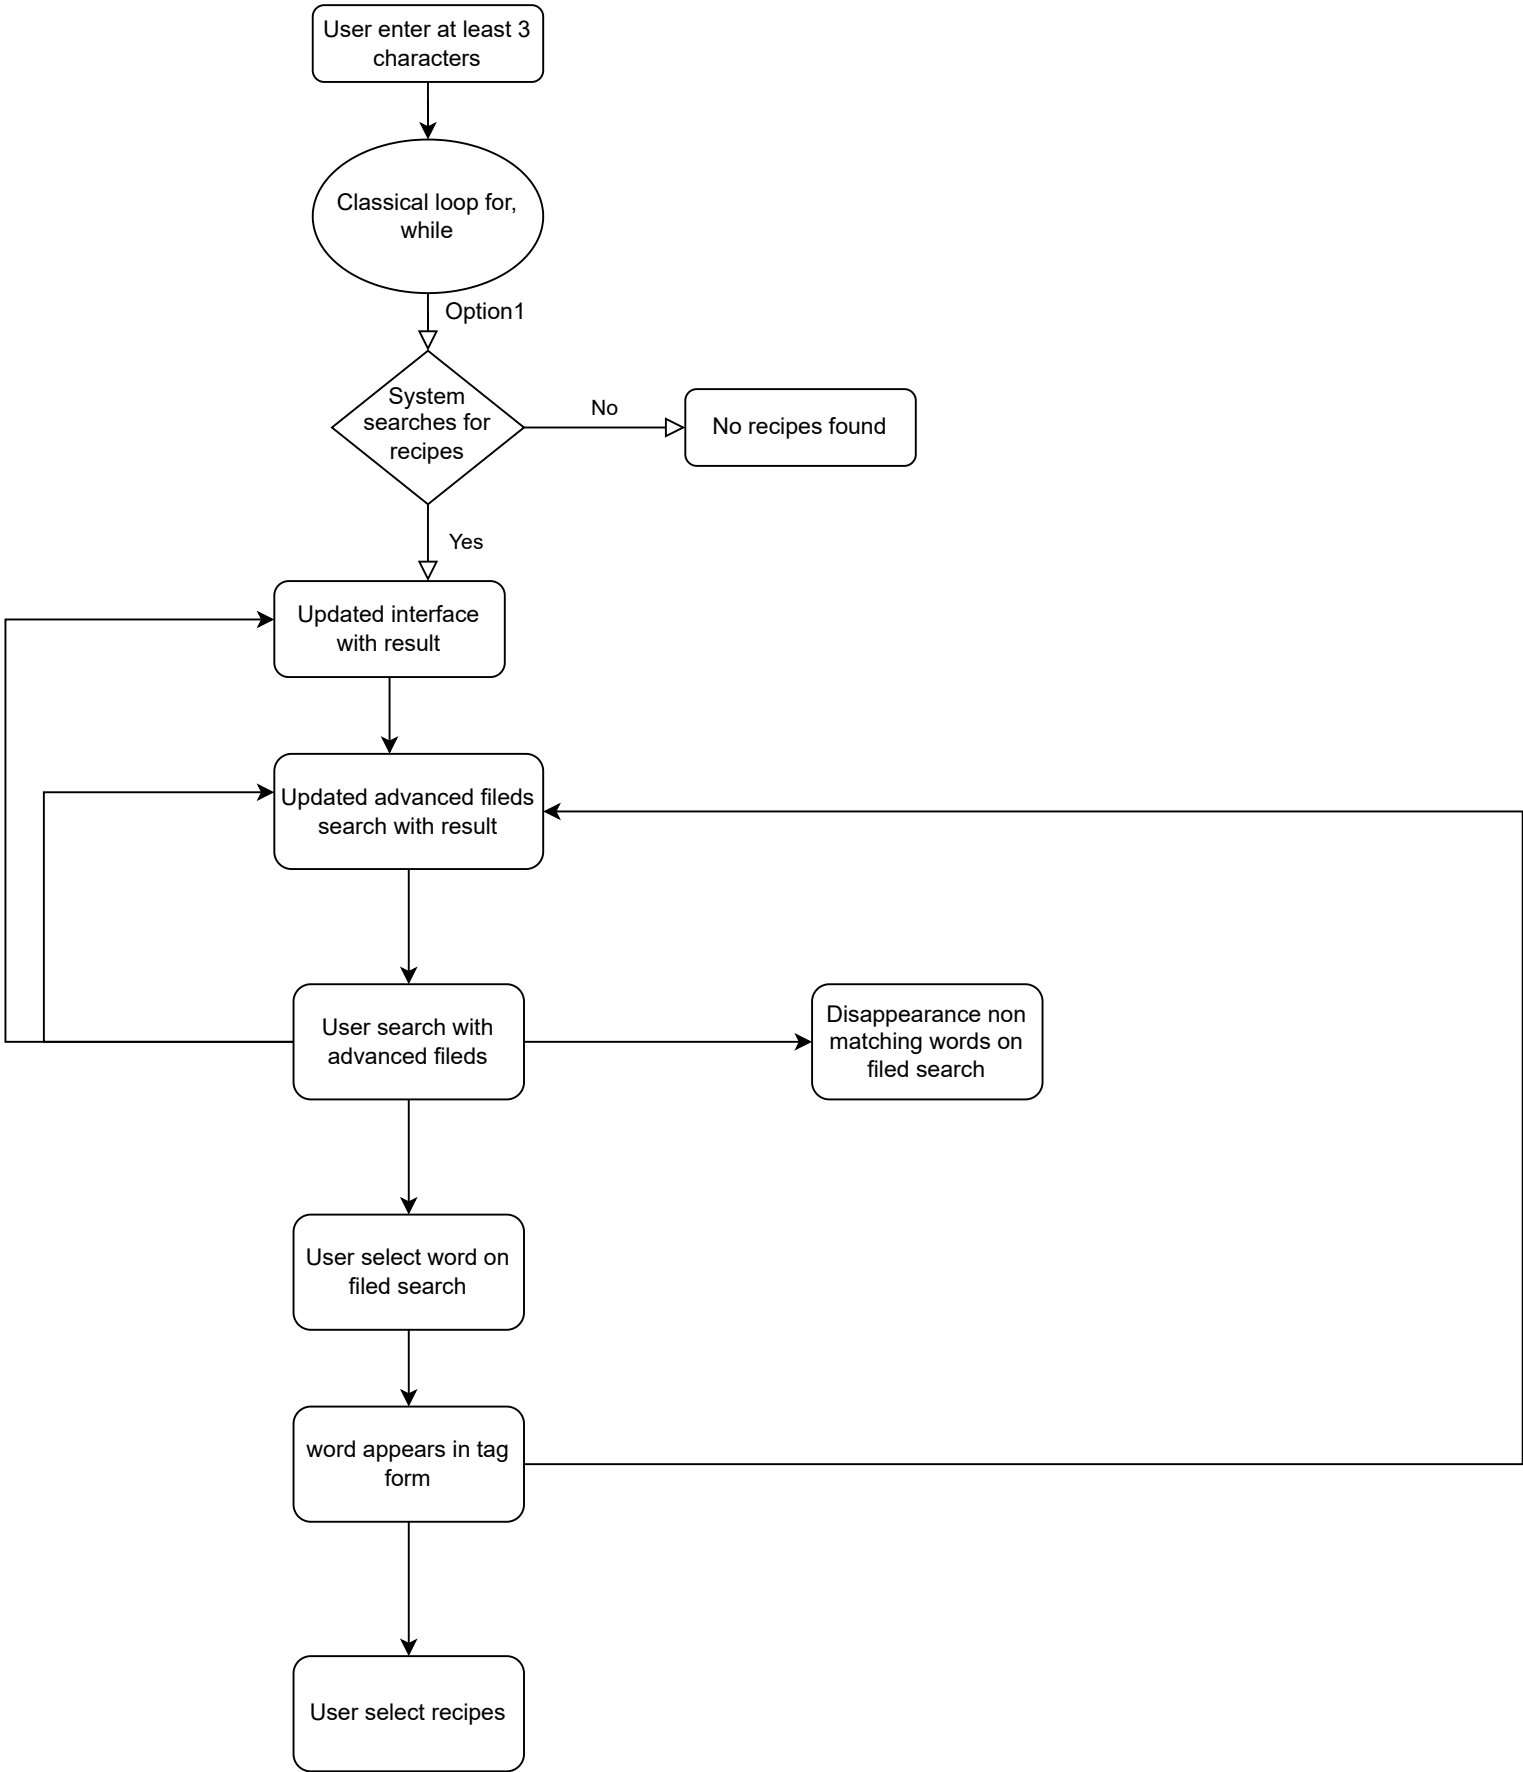 User enter at least 3
characters
Classical loop for,
while
Option1
System
searches for
recipes
No
No recipes found
Yes
Updated interface
with result
Updated advanced fileds
search with result
User search with
advanced fileds
Disappearance non
matching words on
filed search
User select word on
filed search
word appears in tag
form
User select recipes